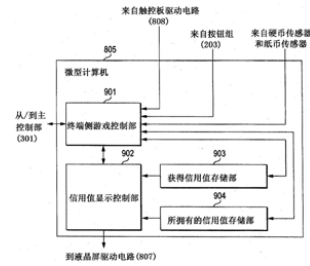 来自触控板驱动电路
(808)
来自按钮组
(203)
来自硬币传感器
和纸币传感器
805
微型计算机
901
终端侧游戏控制部
从/到主
控制部
(301)
902
信用值显示控制部
903
获得信用值存储部
904
所拥有的信用值存储部
到液晶屏驱动电路(807)